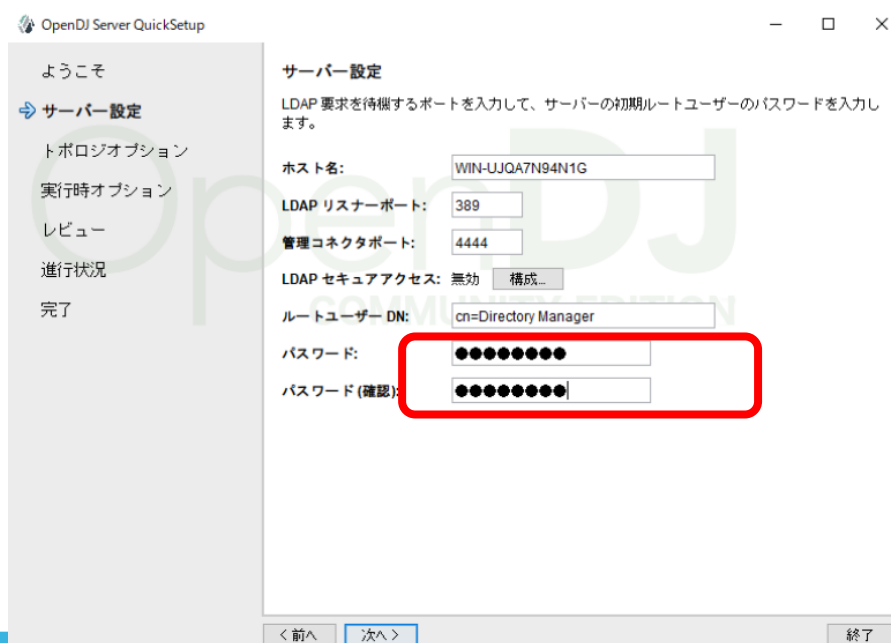 OpenDJ Server QuickSetup
ようこそ
サーバー設定
トポロジオプション
実行時オプション
レビュー
進行状況
完了
サーバー設定
LDAP 要求を待機するポートを入力して、サーバーの初期ルートユーザーのパスワードを入力し
ます。
ホスト名: WIN-UJQA7N94N1G
LDAP リスナーポート: 389
管理コネクタポート: 4444
LDAP セキュアアクセス: 無効 構成...
ルートユーザー DN: cn=Directory Manager
パスワード: ●●●●●●●●
パスワード (確認): ●●●●●●●●
OpenDJ
COMMUNITY EDITION
< 前へ 次へ > 終了